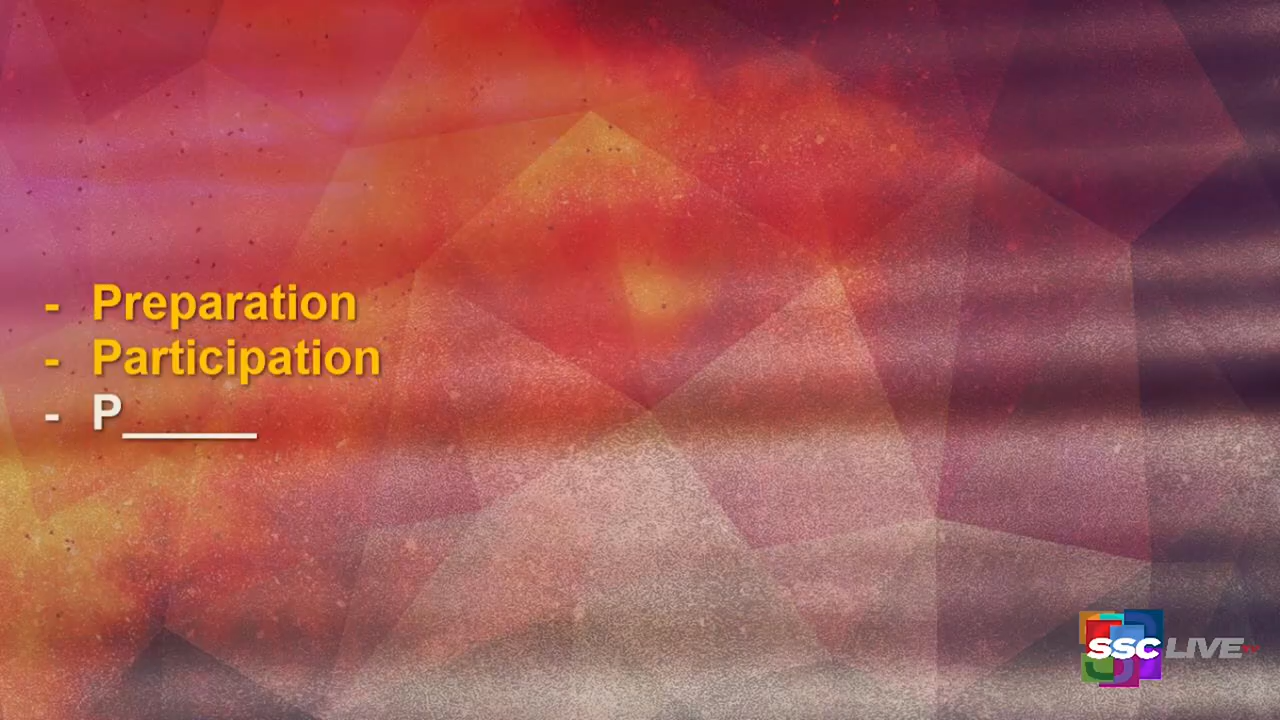 - Preparation
- Participation
- P______
SSC LIVE